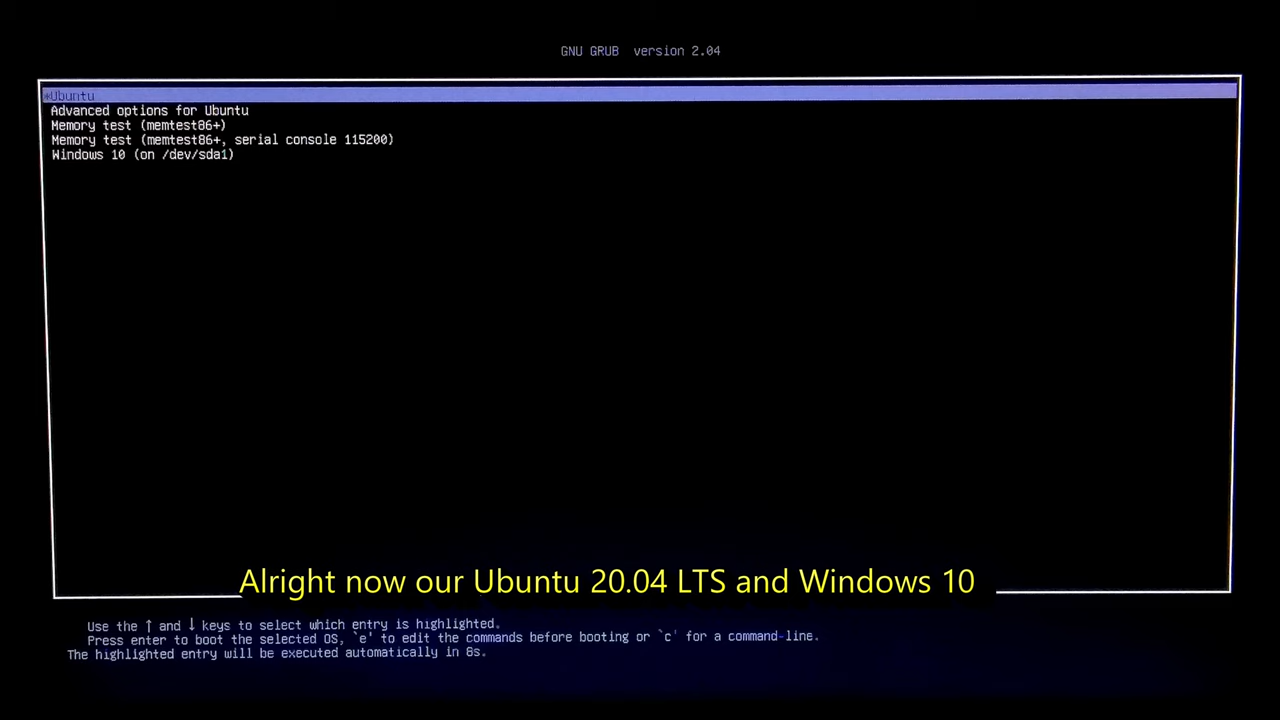 GNU GRUB version 2.04
*Ubuntu
Advanced options for Ubuntu
Memory test (memtest86+)
Memory test (memtest86+, serial console 115200)
Windows 10 (on /dev/sda1)
Alright now our Ubuntu 20.04 LTS and Windows 10
Use the ↑ and ↓ keys to select which entry is highlighted.
Press enter to boot the selected OS, `e' to edit the commands before booting or `c' for a command-line.
The highlighted entry will be executed automatically in 8s.